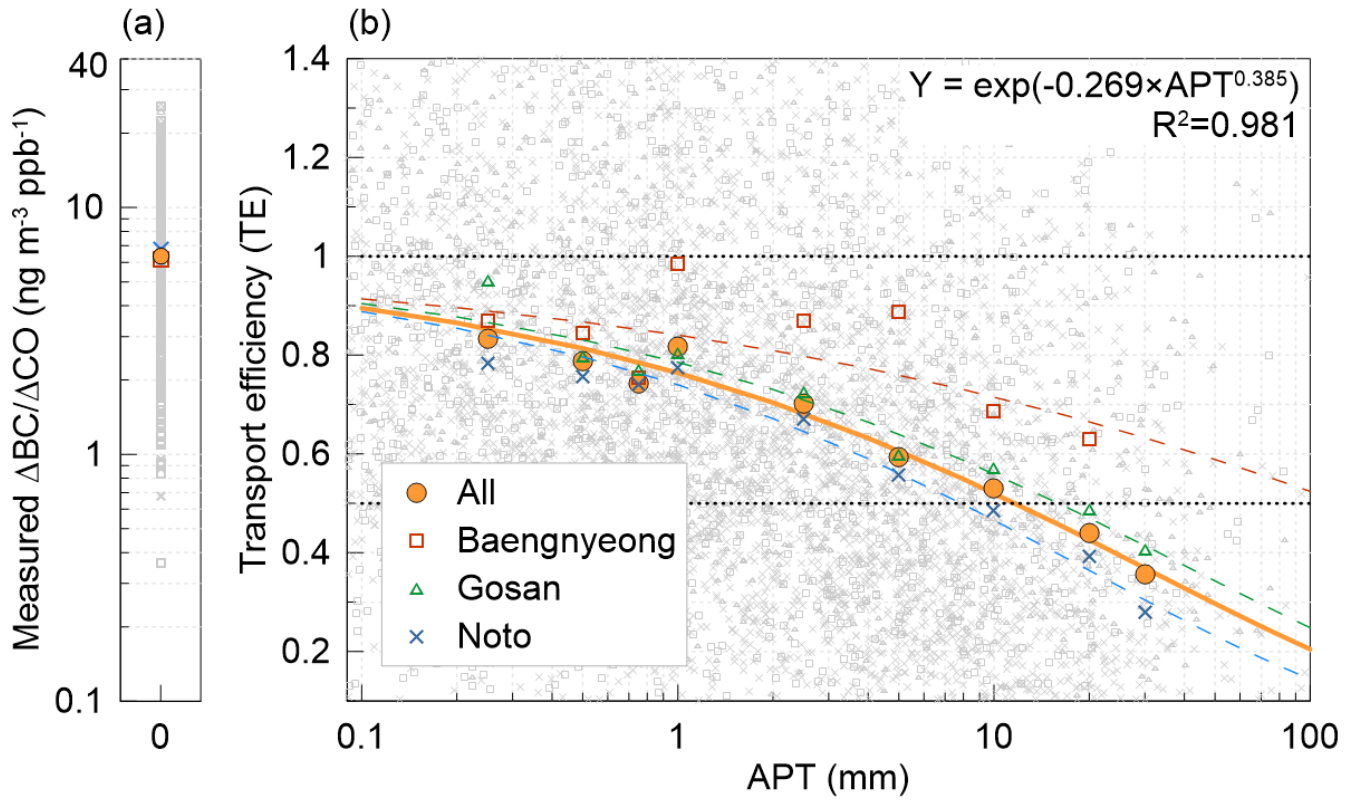 (a)
(b)
Measured ΔBC/ΔCO (ng m⁻³ ppb⁻¹)
40
10
1
0.1
0
Transport efficiency (TE)
1.4
1.2
1
0.8
0.6
0.4
0.2
Y = exp(-0.269×APT⁰·³⁸⁵)
R²=0.981
All
Baengnyeong
Gosan
Noto
0.1
1
10
100
APT (mm)